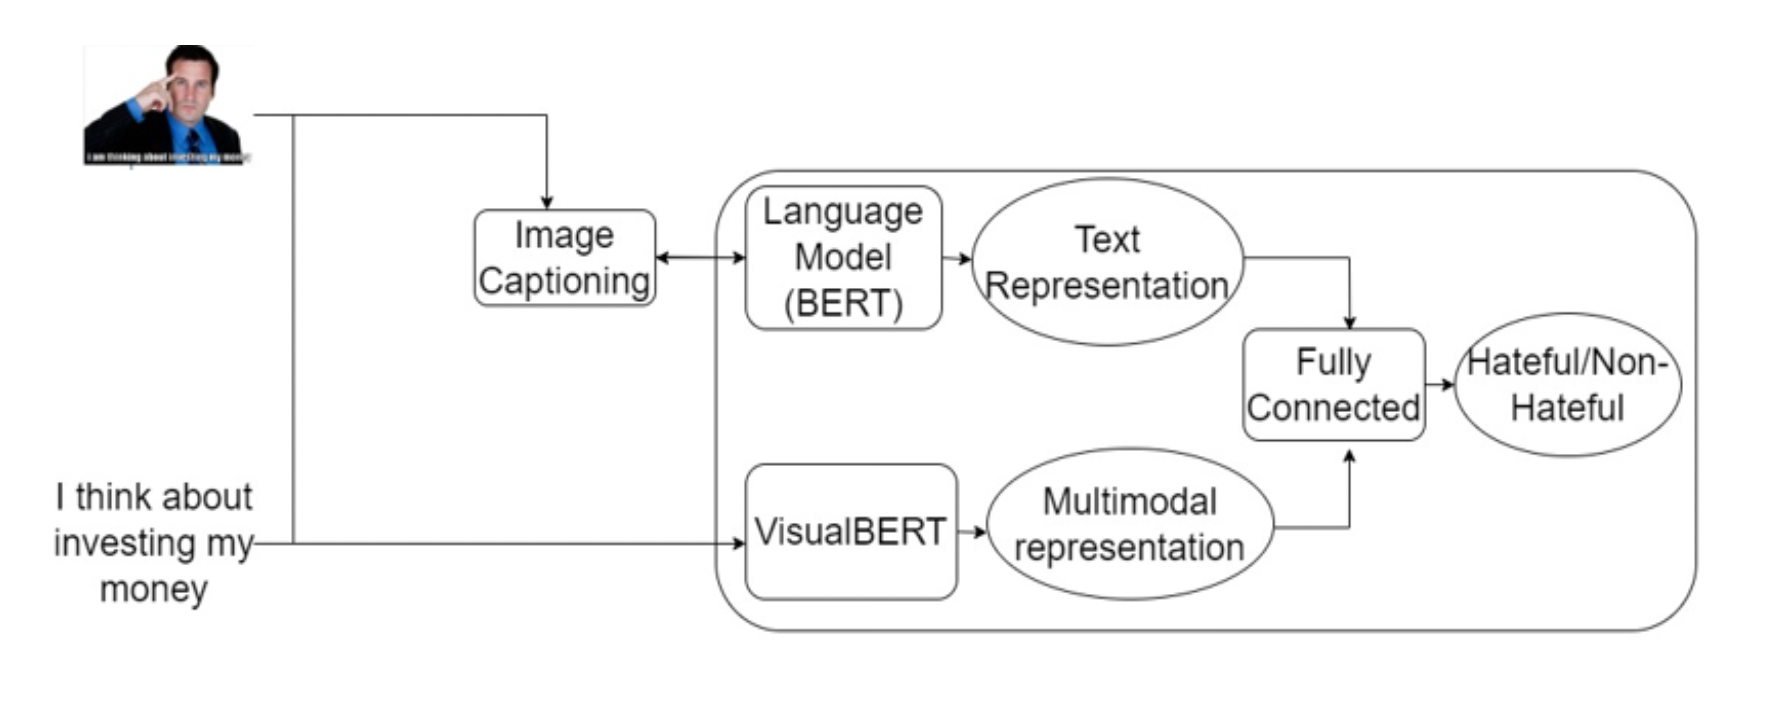 i am thinking about investing my money
Image
Captioning
Language
Model
(BERT)
Text
Representation
Fully
Connected
Hateful/Non-
Hateful
I think about
investing my
money
VisualBERT
Multimodal
representation